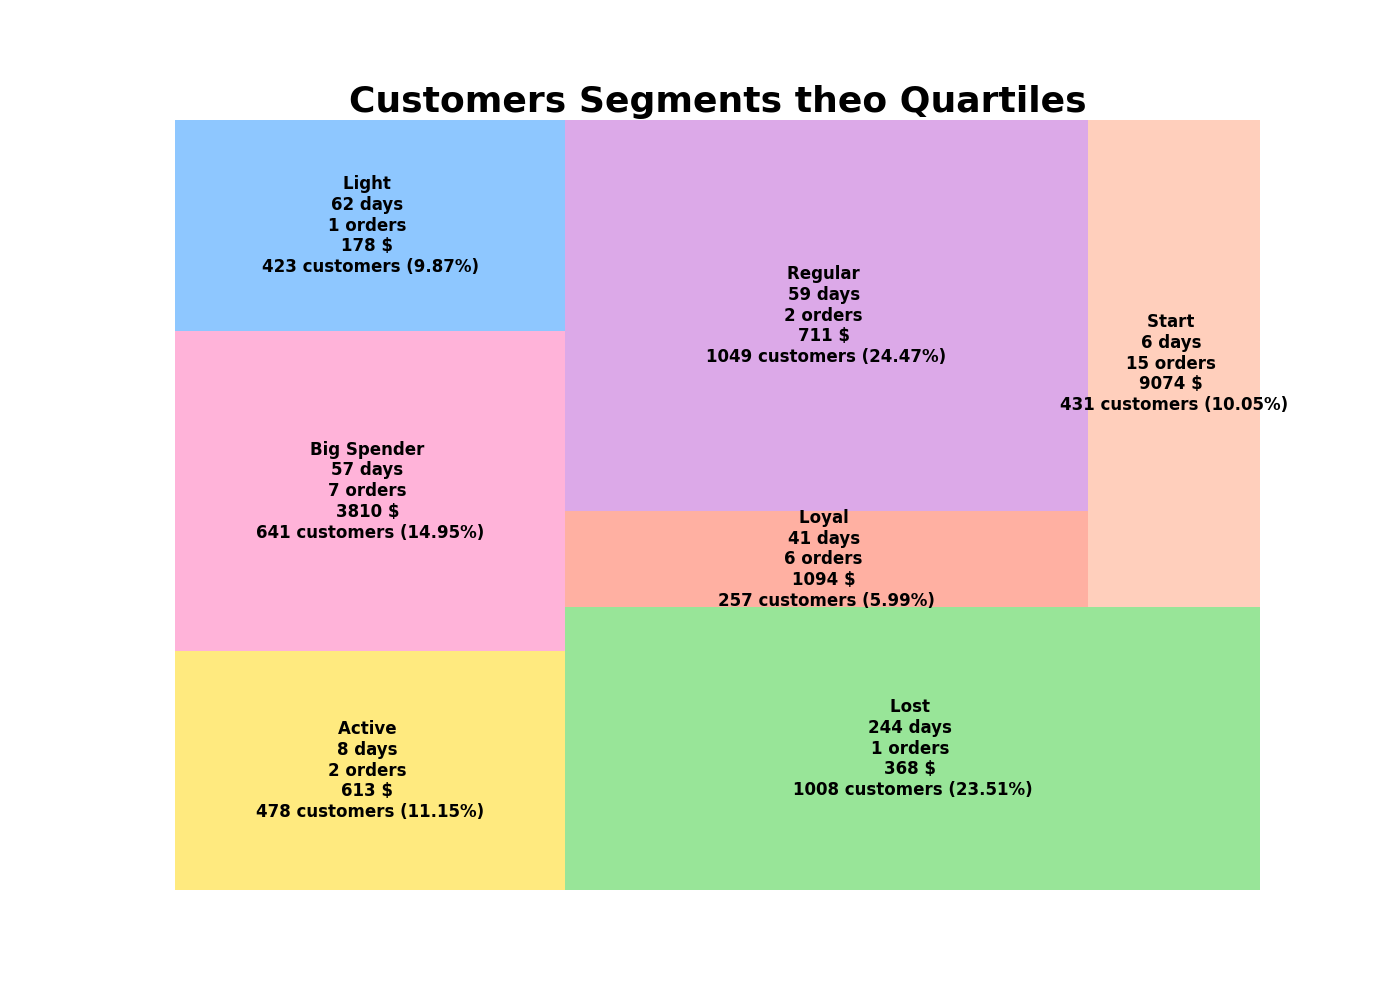 Customers Segments theo Quartiles
Light
62 days
1 orders
178 $
423 customers (9.87%)
Big Spender
57 days
7 orders
3810 $
641 customers (14.95%)
Active
8 days
2 orders
613 $
478 customers (11.15%)
Regular
59 days
2 orders
711 $
1049 customers (24.47%)
Loyal
41 days
6 orders
1094 $
257 customers (5.99%)
Start
6 days
15 orders
9074 $
431 customers (10.05%)
Lost
244 days
1 orders
368 $
1008 customers (23.51%)